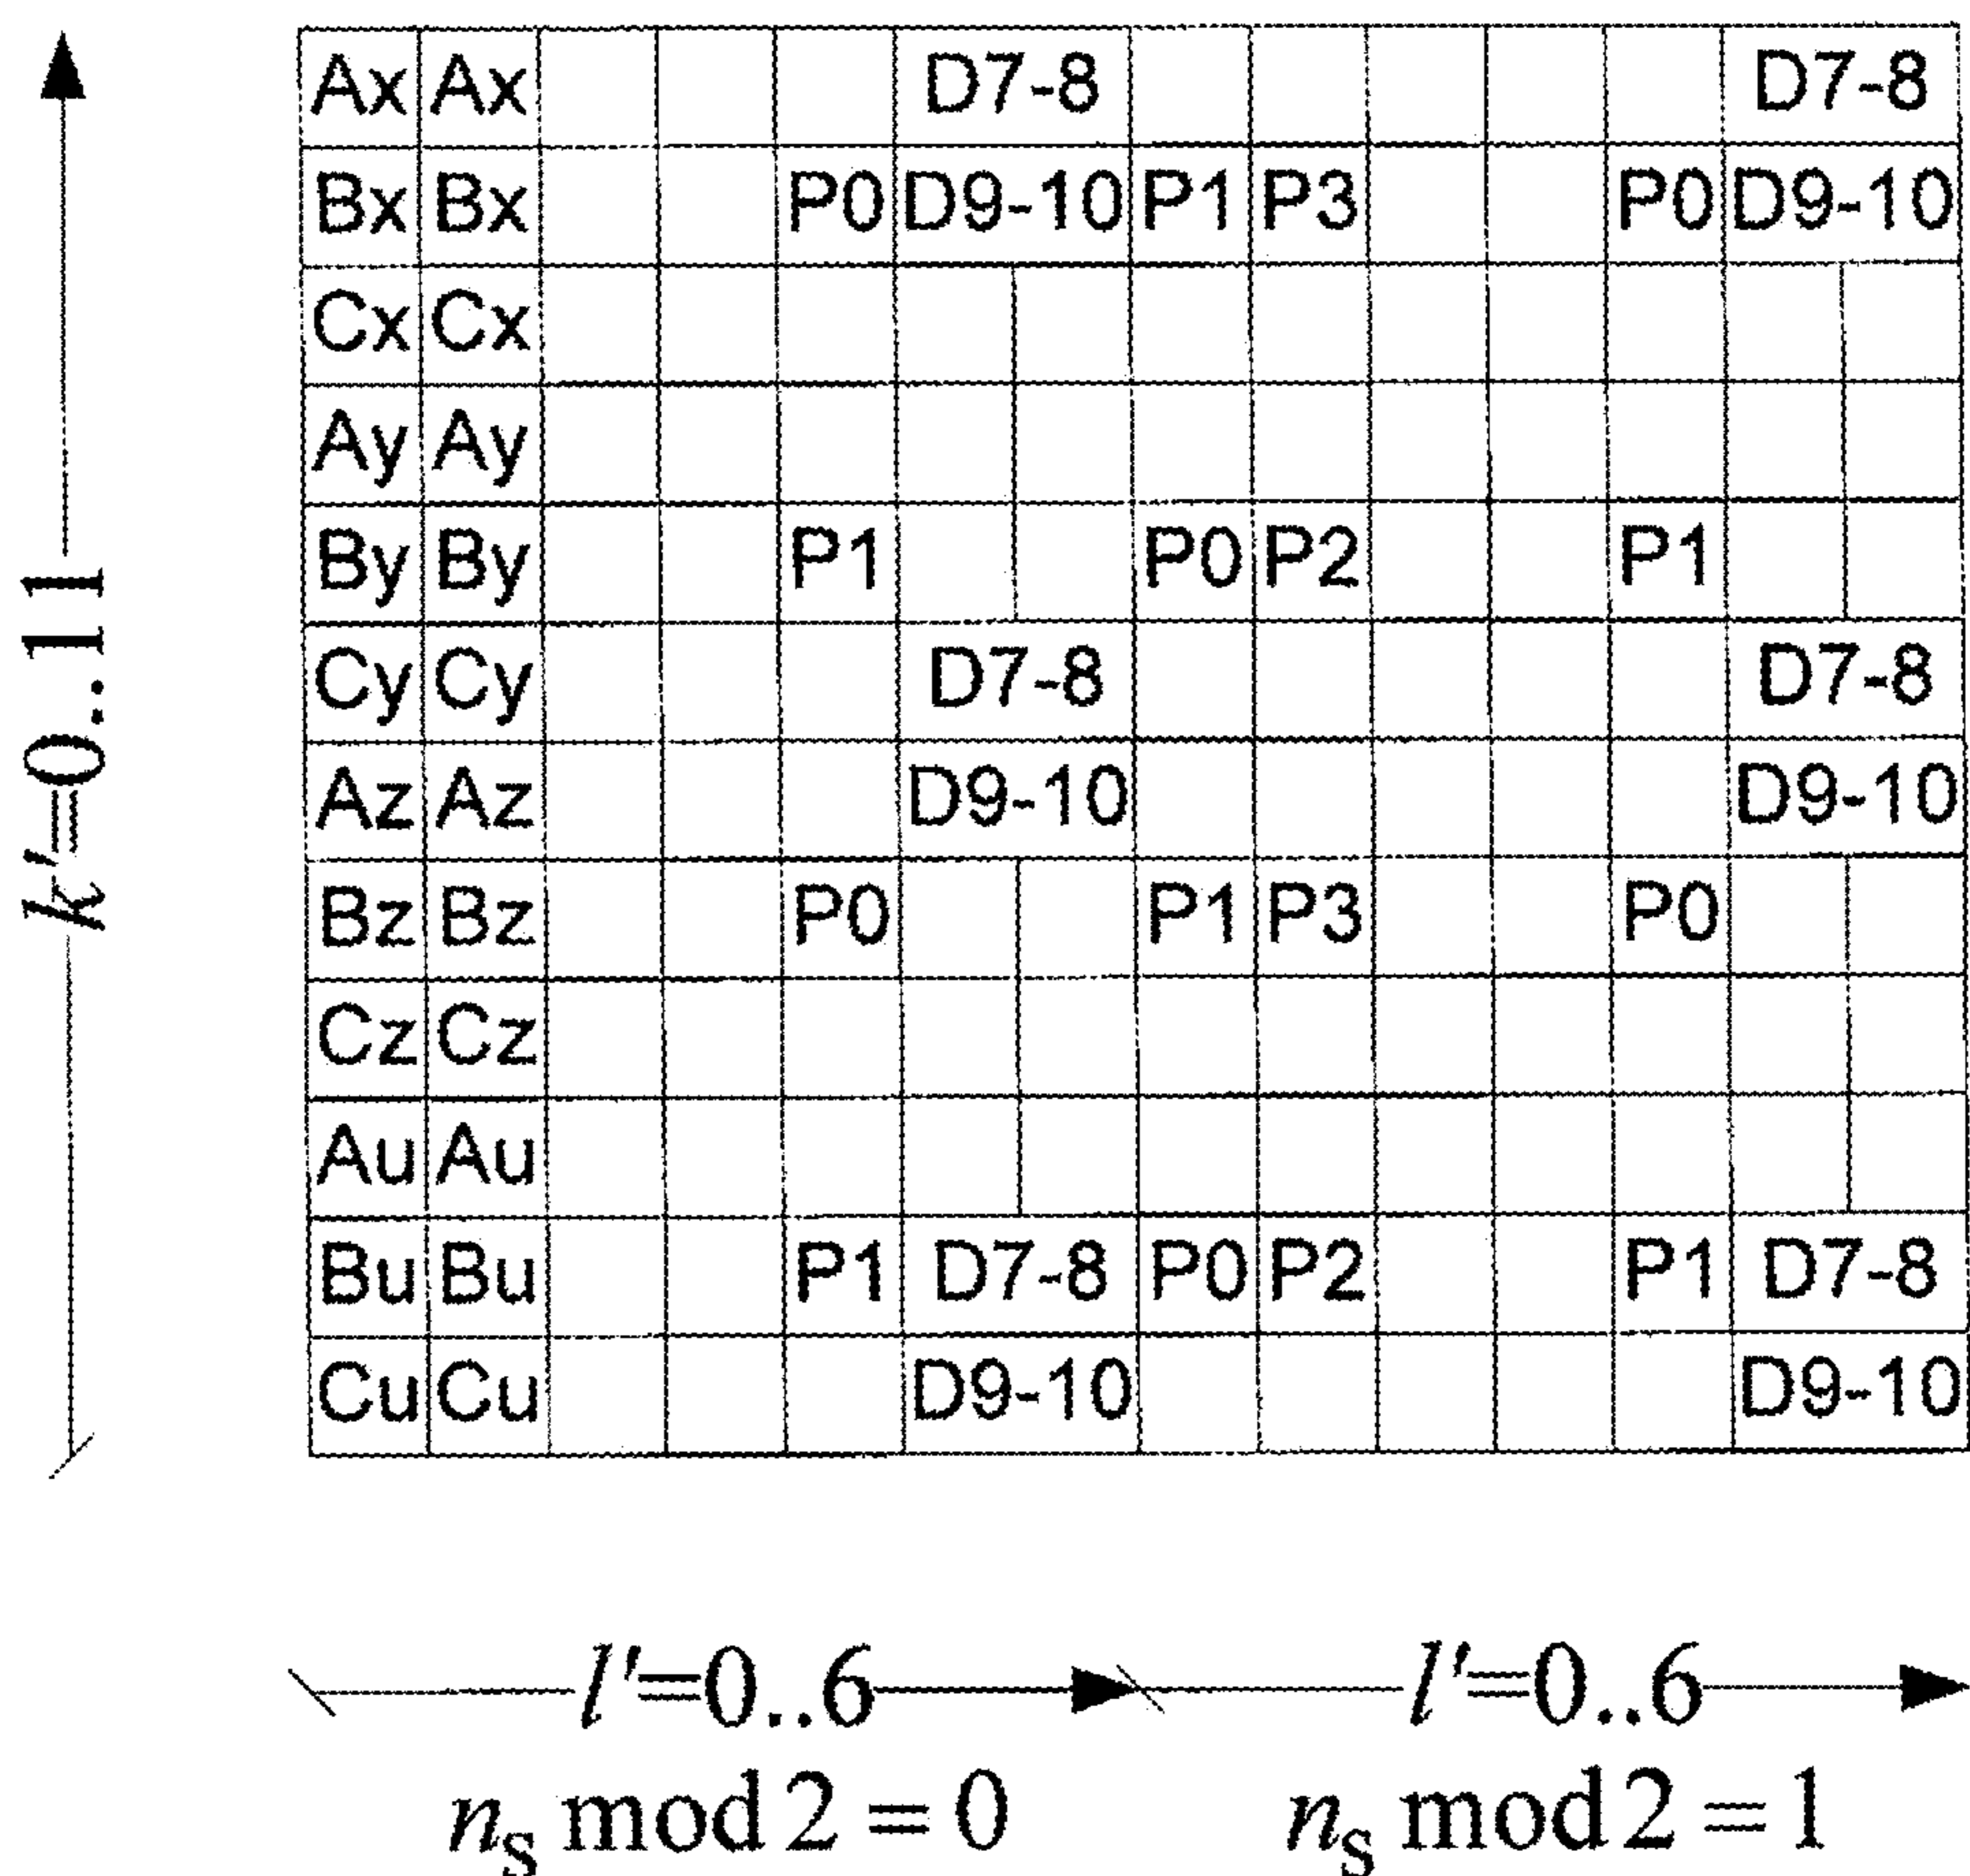 Ax Ax D7-8 D7-8
Bx Bx P0 D9-10 P1 P3 P0 D9-10
Cx Cx
Ay Ay
By By P1 P0 P2 P1
Cy Cy D7-8 D7-8
Az Az D9-10 D9-10
Bz Bz P0 P1 P3 P0
Cz Cz
Au Au
Bu Bu P1 D7-8 P0 P2 P1 D7-8
Cu Cu D9-10 D9-10
k'=0..11
l'=0..6 l'=0..6
nₛ mod 2 = 0 nₛ mod 2 = 1